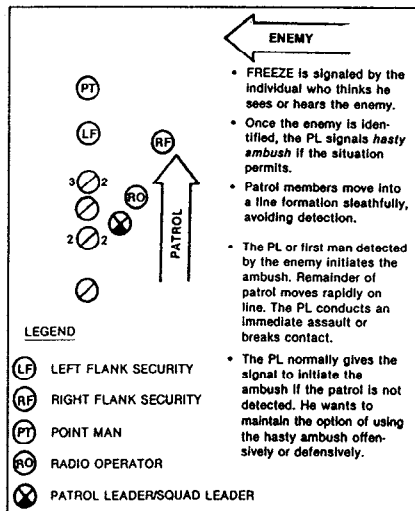 ENEMY
PT
LF
RF
3 2
RO
2 2
PATROL
• FREEZE is signaled by the
individual who thinks he
sees or hears the enemy.
• Once the enemy is iden-
tified, the PL signals hasty
ambush if the situation
permits.
• Patrol members move into
a line formation sleathfully,
avoiding detection.
• The PL or first man detected
by the enemy initiates the
ambush. Remainder of
patrol moves rapidly on
line. The PL conducts an
immediate assault or
breaks contact.
• The PL normally gives the
signal to initiate the
ambush if the patrol is not
detected. He wants to
maintain the option of using
the hasty ambush offen-
sively or defensively.
LEGEND
LF LEFT FLANK SECURITY
RF RIGHT FLANK SECURITY
PT POINT MAN
RO RADIO OPERATOR
PATROL LEADER/SQUAD LEADER